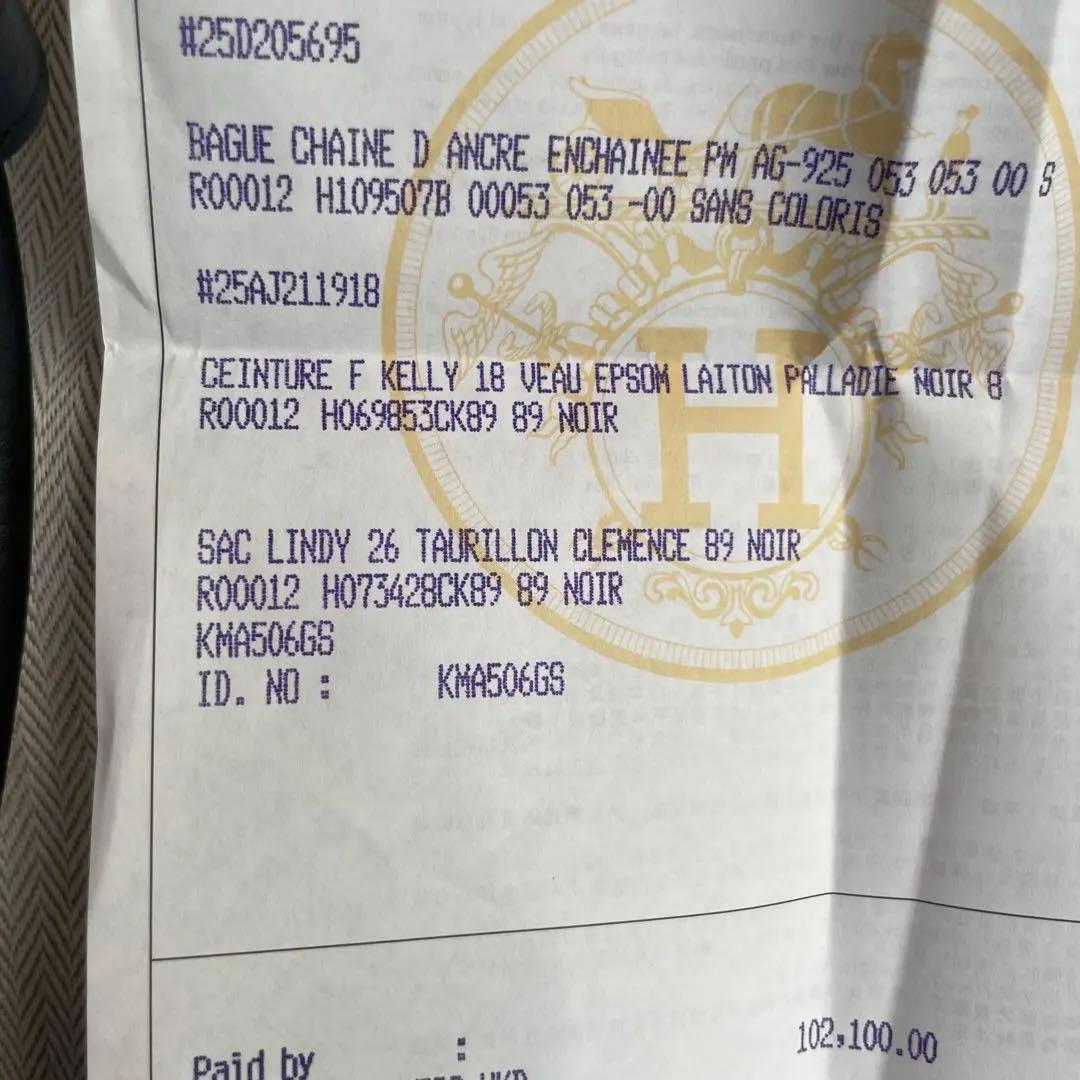 #25D205695
BAGUE CHAINE D ANCRE ENCHAINEE PM AG-925 053 053 00 S
R00012 H109507B 00053 053 -00 SANS COLORIS
#25AJ211918
CEINTURE F KELLY 18 VEAU EPSOM LAITON PALLADIE NOIR 8
R00012 H069853CK89 89 NOIR
SAC LINDY 26 TAURILLON CLEMENCE 89 NOIR
R00012 H073428CK89 89 NOIR
KMA506GS
ID. NO : KMA506GS
H
Paid by : 102,100.00
HKD